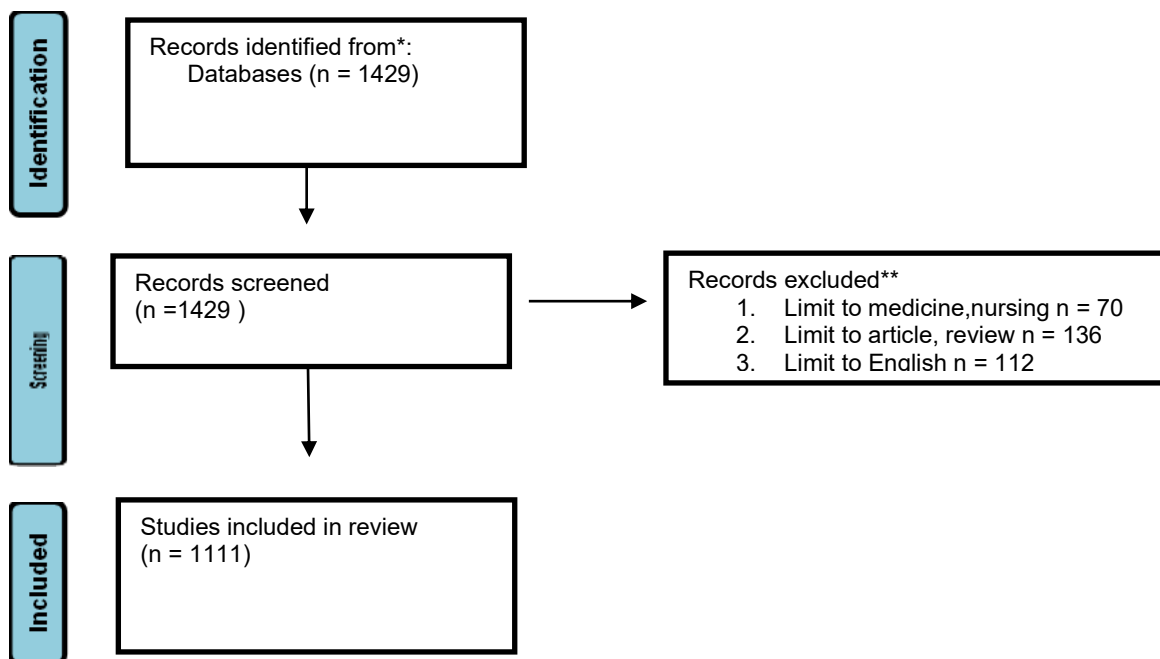 Identification
Records identified from*:
Databases (n = 1429)
Screening
Records screened
(n =1429 )
Records excluded**
1. Limit to medicine,nursing n = 70
2. Limit to article, review n = 136
3. Limit to English n = 112
Included
Studies included in review
(n = 1111)